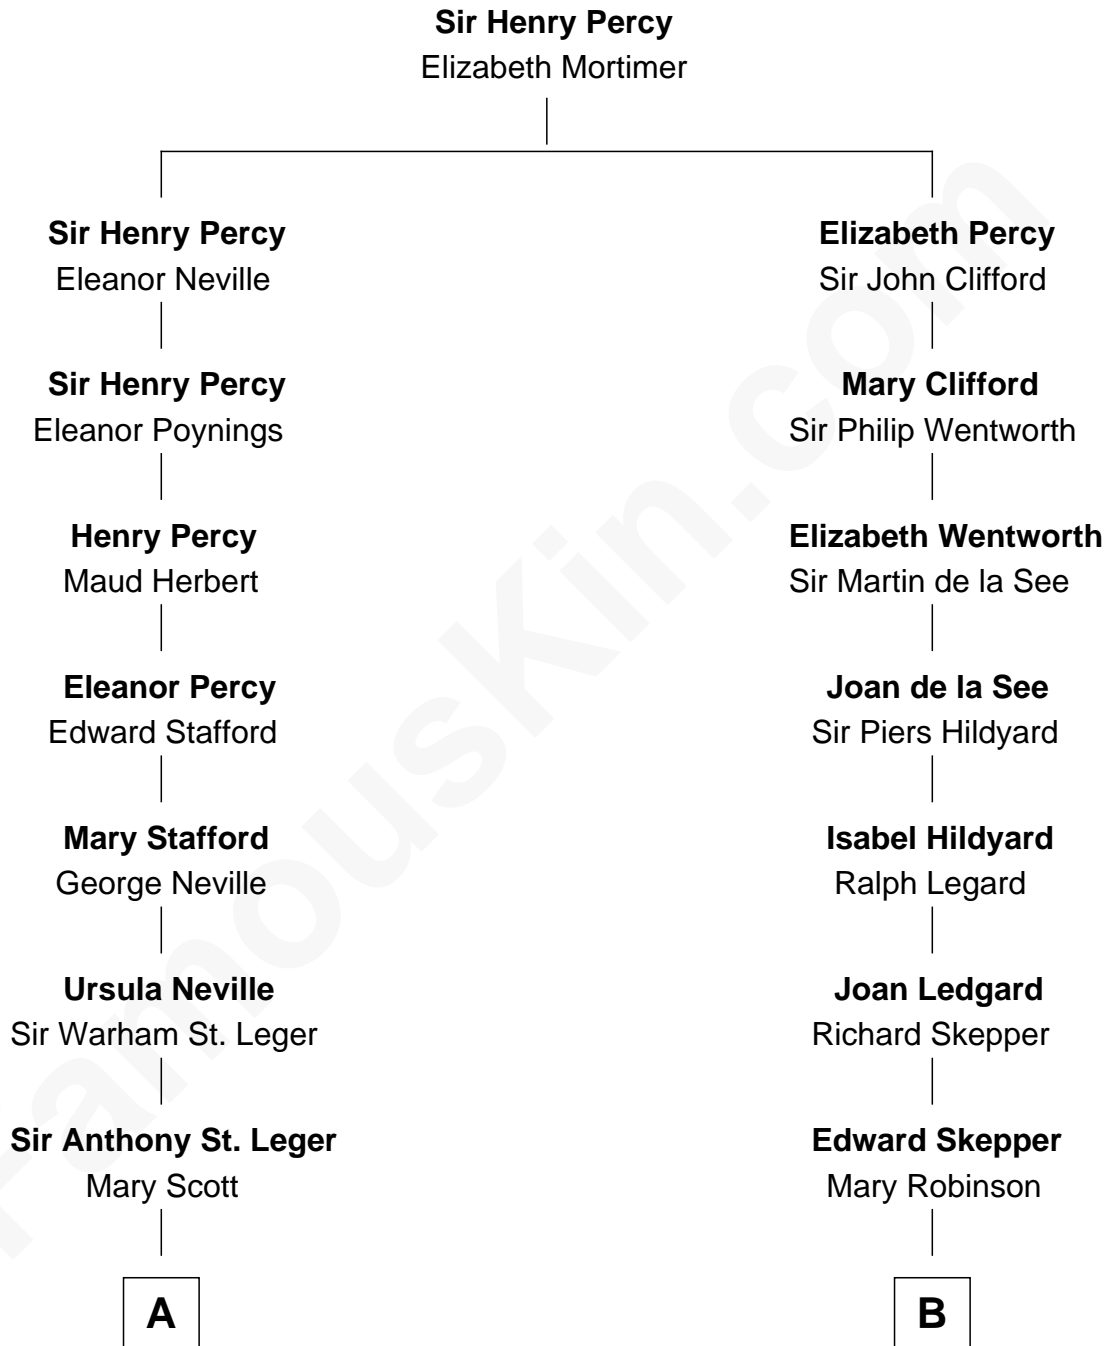 Sir Henry Percy
Elizabeth Mortimer
Sir Henry Percy
Eleanor Neville
Elizabeth Percy
Sir John Clifford
Sir Henry Percy
Eleanor Poynings
Mary Clifford
Sir Philip Wentworth
Henry Percy
Maud Herbert
Elizabeth Wentworth
Sir Martin de la See
Eleanor Percy
Edward Stafford
Joan de la See
Sir Piers Hildyard
Mary Stafford
George Neville
Isabel Hildyard
Ralph Legard
Ursula Neville
Sir Warham St. Leger
Joan Ledgard
Richard Skepper
Sir Anthony St. Leger
Mary Scott
Edward Skepper
Mary Robinson
A
B
FamousKin.com